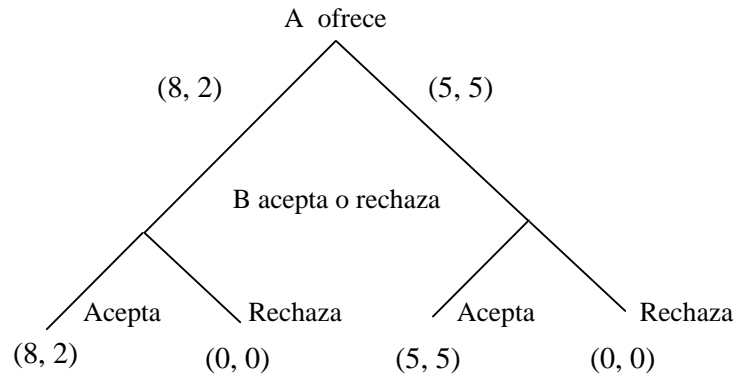 A ofrece
(8, 2) (5, 5)
B acepta o rechaza
Acepta Rechaza Acepta Rechaza
(8, 2) (0, 0) (5, 5) (0, 0)